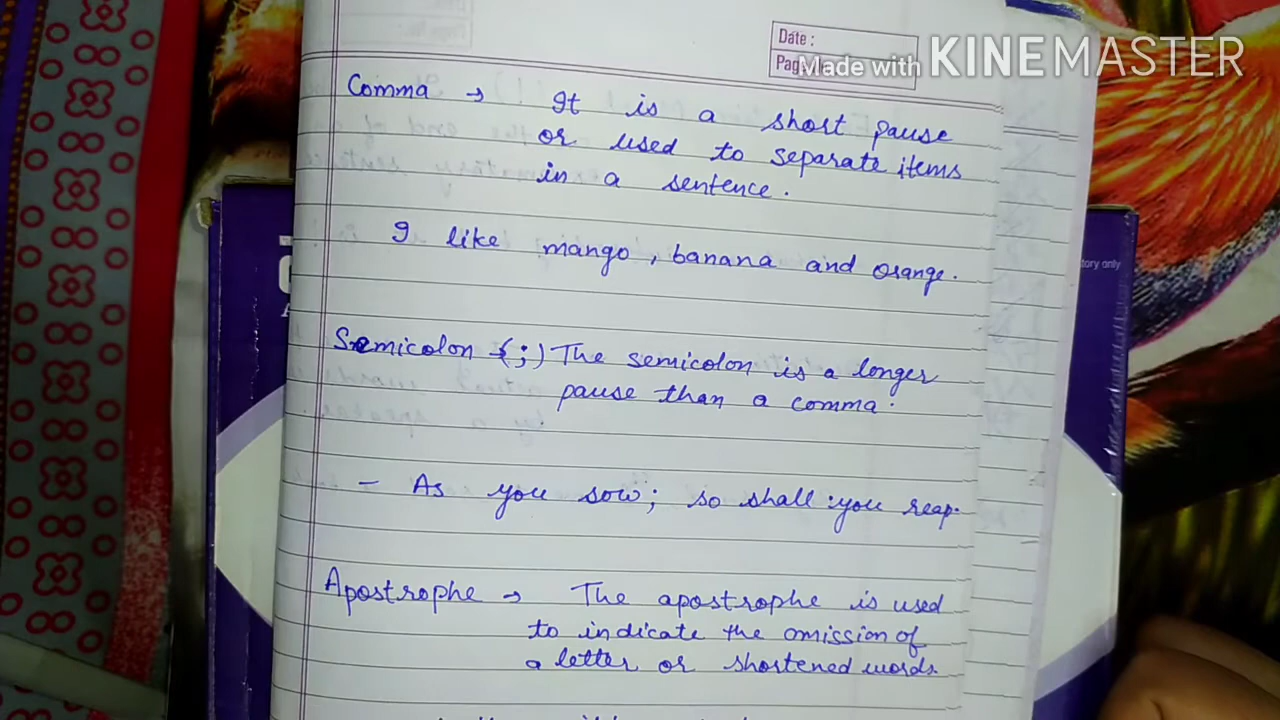 Date :
Made with KINEMASTER
Comma → It is a short pause
or used to separate items
in a sentence.
I like mango, banana and orange.
tory only
Semicolon → (;) The semicolon is a longer
pause than a comma.
- As you sow; so shall you reap.
Apostrophe → The apostrophe is used
to indicate the omission of
a letter or shortened words.